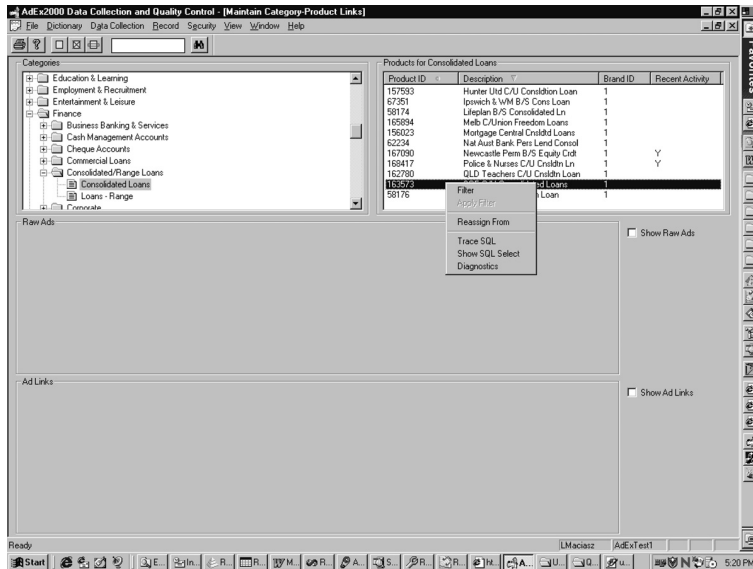 AdEx2000 Data Collection and Quality Control - [Maintain Category-Product Links]
File Dictionary Data Collection Record Security View Window Help
Categories
Education & Learning
Employment & Recruitment
Entertainment & Leisure
Finance
Business Banking & Services
Cash Management Accounts
Cheque Accounts
Commercial Loans
Consolidated/Range Loans
Consolidated Loans
Loans - Range
Corporate
Products for Consolidated Loans
Product ID Description Brand ID Recent Activity
157593 Hunter Utd C/U Consldtion Loan 1
67351 Ipswich & WM B/S Cons Loan 1
58174 Lifeplan B/S Consolidated Ln 1
165894 Melb C/Union Freedom Loans 1
156023 Mortgage Central Cnsldtd Loans 1
62234 Nat Aust Bank Pers Lend Consol 1
167090 Newcastle Perm B/S Equity Crdt 1 Y
168417 Police & Nurses C/U Cnsldtn Ln 1 Y
162780 QLD Teachers C/U Cnsldtn Loan 1
163573 ed Loans 1
58176 Loan 1
Filter
Apply Filter
Reassign From
Trace SQL
Show SQL Select
Diagnostics
Raw Ads
Show Raw Ads
Ad Links
Show Ad Links
Ready LMaciasz AdExTest1
Start E... In... R... R... M... R... A... S... R... R... ht... A... U... Q... u... 5:20 PM
Favorites